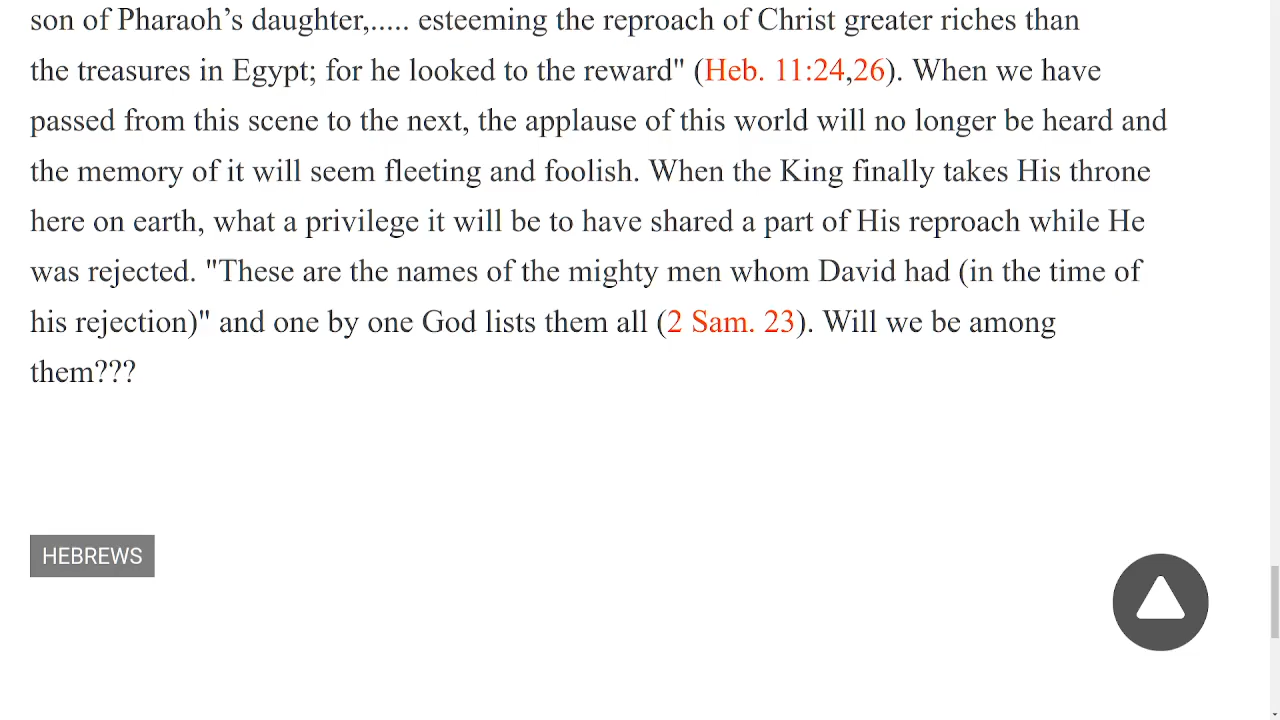 son of Pharaoh’s daughter,..... esteeming the reproach of Christ greater riches than
the treasures in Egypt; for he looked to the reward" (Heb. 11:24,26). When we have
passed from this scene to the next, the applause of this world will no longer be heard and
the memory of it will seem fleeting and foolish. When the King finally takes His throne
here on earth, what a privilege it will be to have shared a part of His reproach while He
was rejected. "These are the names of the mighty men whom David had (in the time of
his rejection)" and one by one God lists them all (2 Sam. 23). Will we be among
them???
HEBREWS